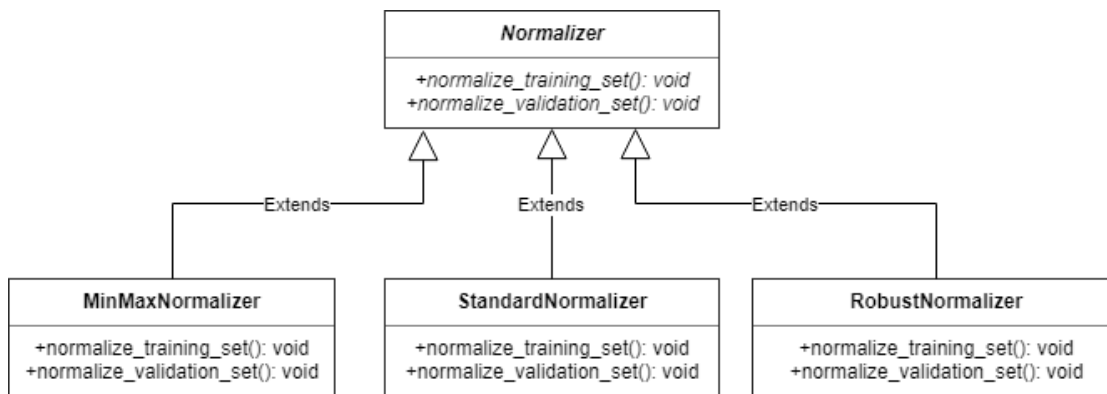 Normalizer
+normalize_training_set(): void
+normalize_validation_set(): void
Extends
Extends
Extends
MinMaxNormalizer
+normalize_training_set(): void
+normalize_validation_set(): void
StandardNormalizer
+normalize_training_set(): void
+normalize_validation_set(): void
RobustNormalizer
+normalize_training_set(): void
+normalize_validation_set(): void